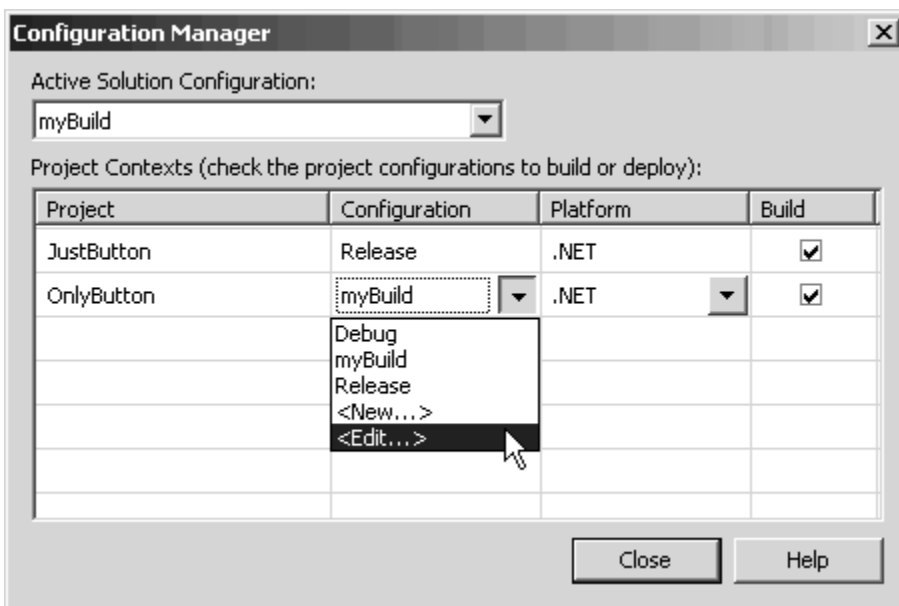 Configuration Manager
Active Solution Configuration:
myBuild
Project Contexts (check the project configurations to build or deploy):
Project Configuration Platform Build
JustButton Release .NET
OnlyButton myBuild .NET
Debug
myBuild
Release
<New...>
<Edit...>
Close Help